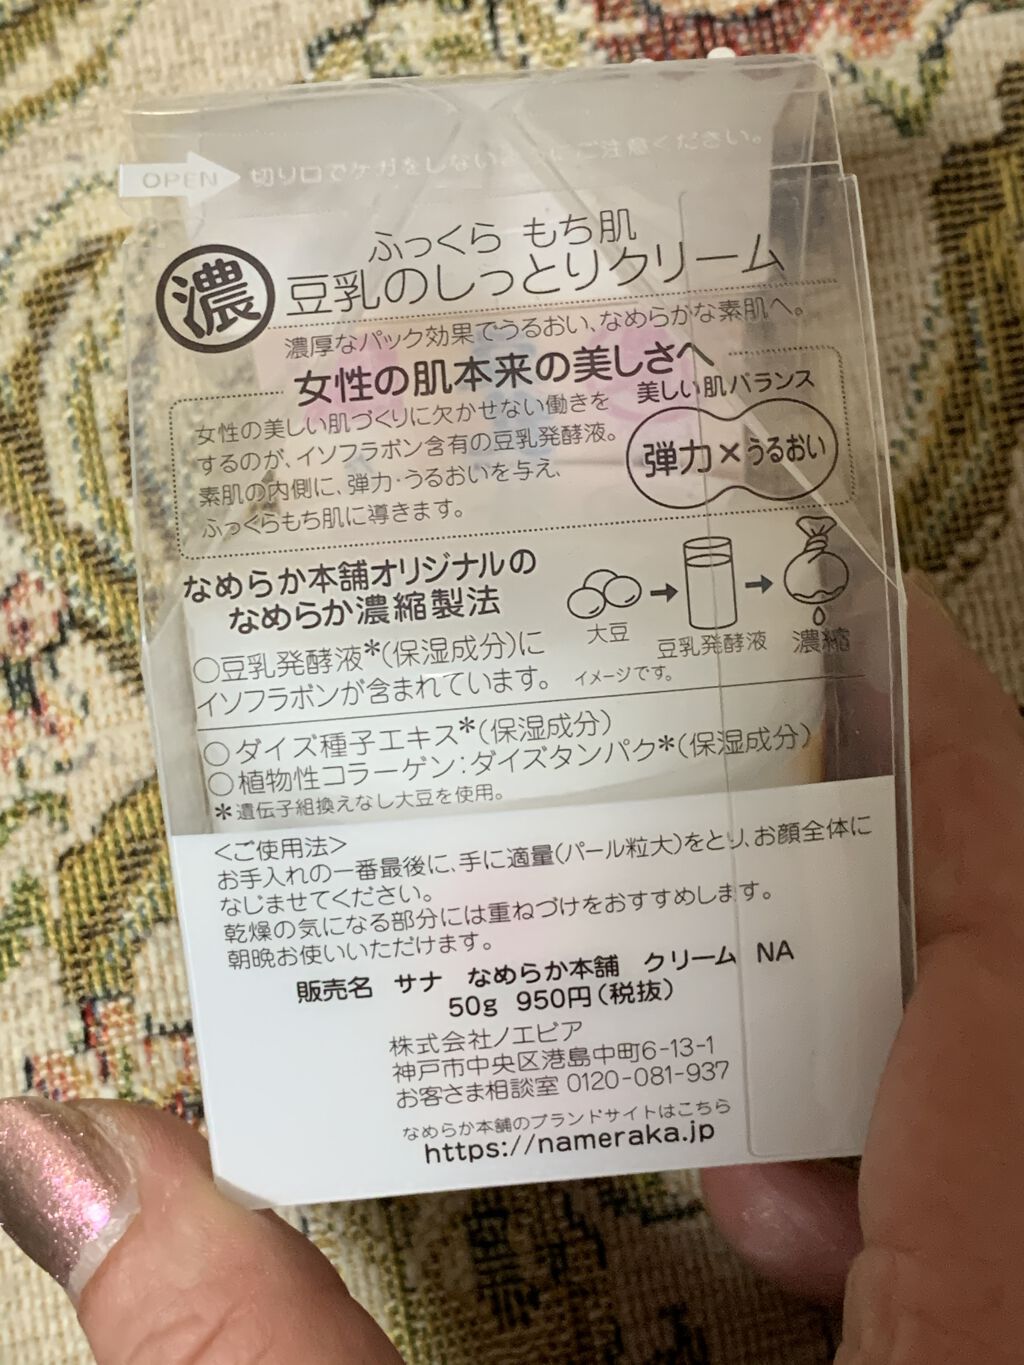 OPEN 切り口でケガをしないようにご注意ください。
濃
ふっくら もち肌
豆乳のしっとりクリーム
濃厚なパック効果でうるおい、なめらかな素肌へ。
女性の肌本来の美しさへ
女性の美しい肌づくりに欠かせない働きを
するのが、イソフラボン含有の豆乳発酵液。
素肌の内側に、弾力・うるおいを与え、
ふっくらもち肌に導きます。
美しい肌バランス
弾力×うるおい
なめらか本舗オリジナルの
なめらか濃縮製法
大豆
豆乳発酵液
濃縮
イメージです。
○豆乳発酵液*(保湿成分)に
イソフラボンが含まれています。
○ダイズ種子エキス*(保湿成分)
○植物性コラーゲン:ダイズタンパク*(保湿成分)
*遺伝子組換えなし大豆を使用。
<ご使用法>
お手入れの一番最後に、手に適量(パール粒大)をとり、お顔全体に
なじませてください。
乾燥の気になる部分には重ねづけをおすすめします。
朝晩お使いいただけます。
販売名 サナ なめらか本舗 クリーム NA
50g 950円(税抜)
株式会社ノエビア
神戸市中央区港島中町6-13-1
お客さま相談室 0120-081-937
なめらか本舗のブランドサイトはこちら
https://nameraka.jp